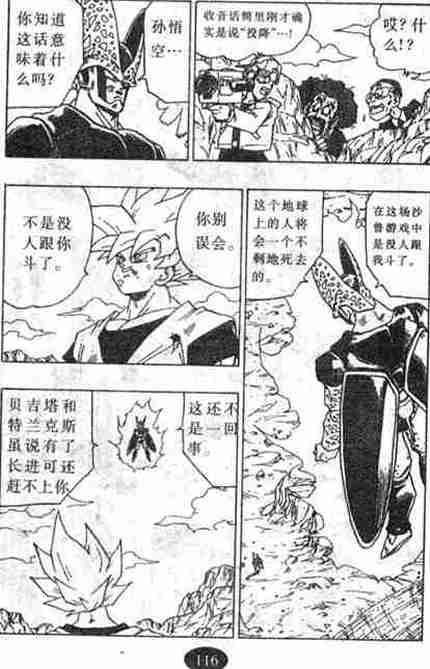 哎？什
么!？
收音话筒里刚才确
实是说“投降”…！
孙悟
空…
你知道
这话意
味着什
么吗？
在这场沙
兽游戏中
是没人跟
我斗了。
这个地球
上的人将
会一个不
剩地死去
的。
你别
误会。
不是没
人跟你
斗了。
这还不
是一回
事。
贝吉塔和
特兰克斯
虽说有了
长进可还
赶不上你
116